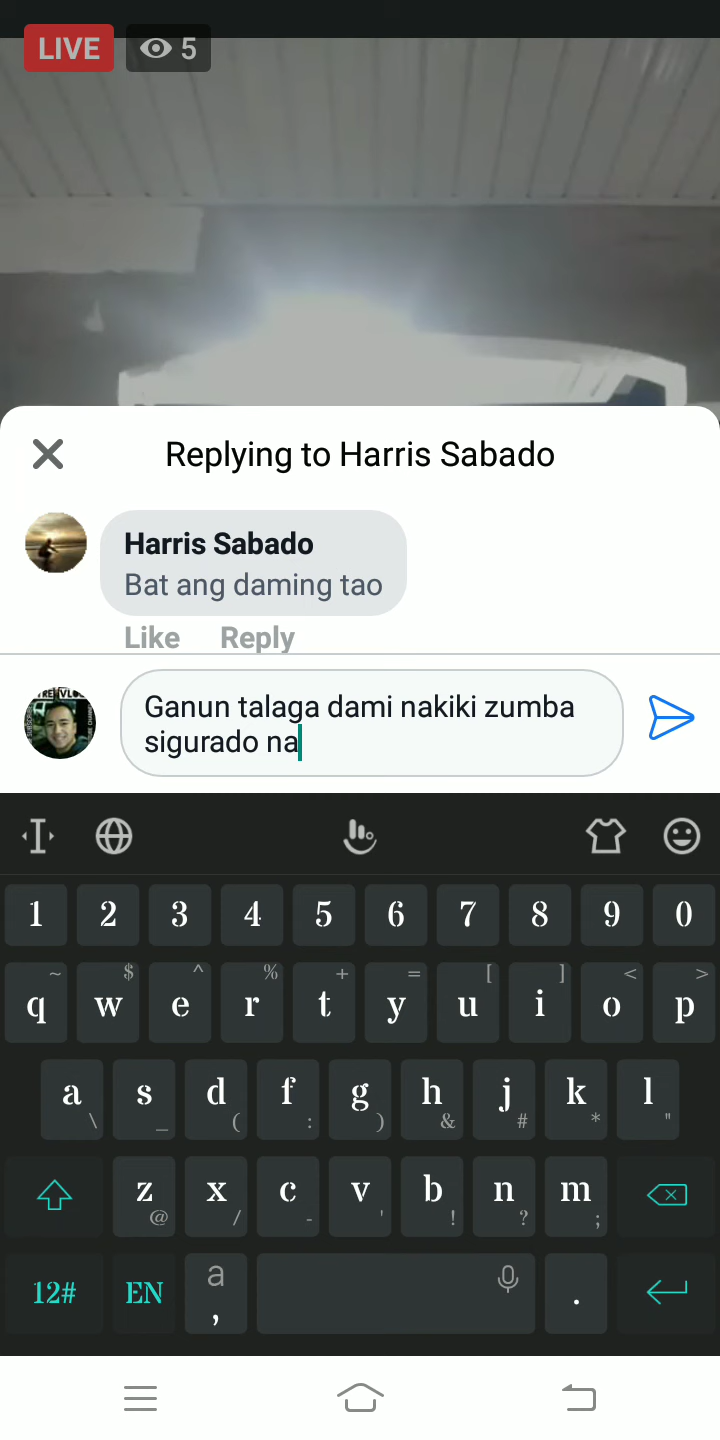 LIVE
5
Replying to Harris Sabado
Harris Sabado
Bat ang daming tao
Like Reply
Ganun talaga dami nakiki zumba
sigurado na
1 2 3 4 5 6 7 8 9 0
~ $ ^ % + = [ ] < >
q w e r t y u i o p
a s d f g h j k l
\ _ ( : ) & # * "
z x c v b n m
@ / - ' ! ? ;
12# EN a , .